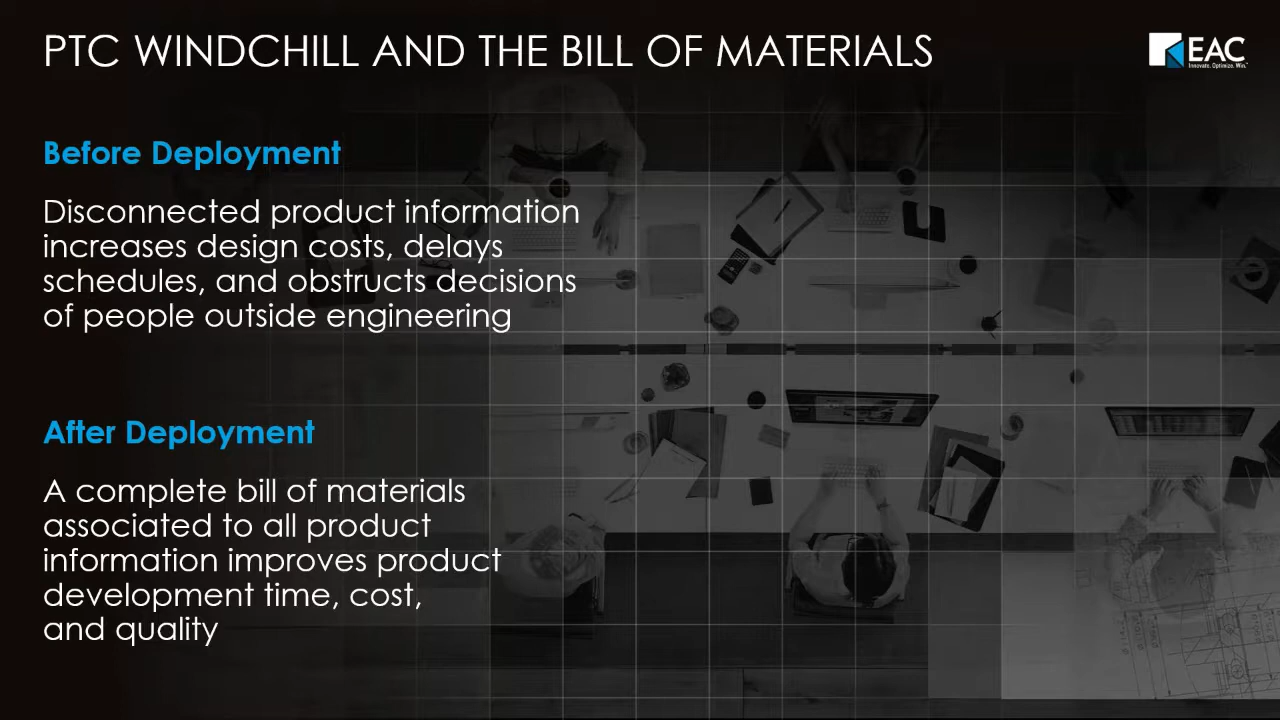 PTC WINDCHILL AND THE BILL OF MATERIALS
EAC
Innovate. Optimize. Win.
Before Deployment
Disconnected product information
increases design costs, delays
schedules, and obstructs decisions
of people outside engineering
After Deployment
A complete bill of materials
associated to all product
information improves product
development time, cost,
and quality